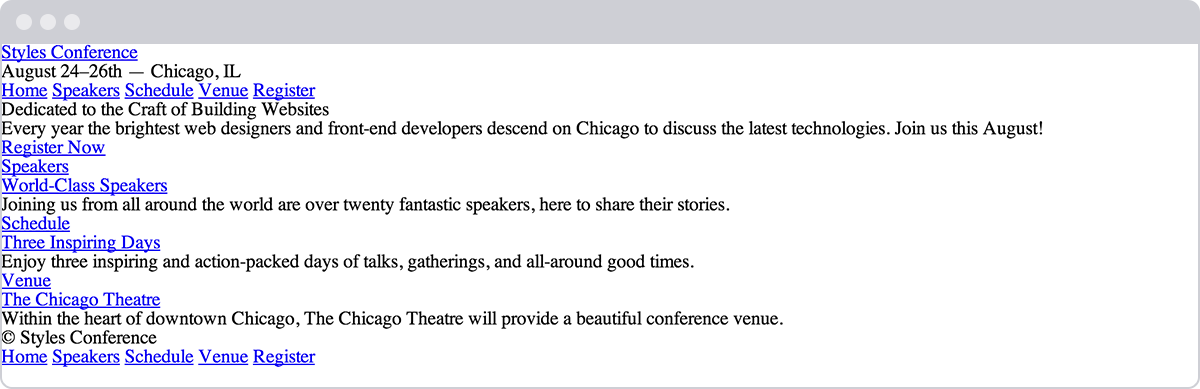 Styles Conference
August 24–26th — Chicago, IL
Home Speakers Schedule Venue Register
Dedicated to the Craft of Building Websites
Every year the brightest web designers and front-end developers descend on Chicago to discuss the latest technologies. Join us this August!
Register Now
Speakers
World-Class Speakers
Joining us from all around the world are over twenty fantastic speakers, here to share their stories.
Schedule
Three Inspiring Days
Enjoy three inspiring and action-packed days of talks, gatherings, and all-around good times.
Venue
The Chicago Theatre
Within the heart of downtown Chicago, The Chicago Theatre will provide a beautiful conference venue.
© Styles Conference
Home Speakers Schedule Venue Register